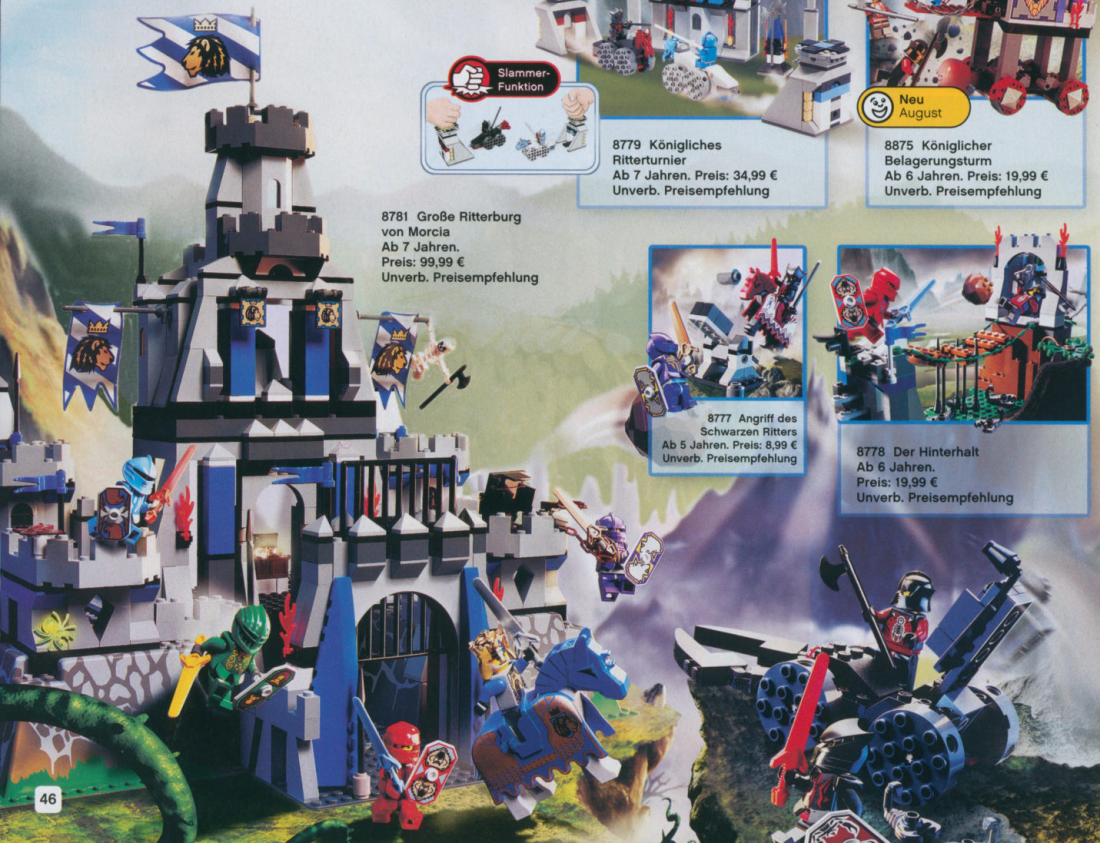 Slammer-
Funktion
8779 Königliches
Ritterturnier
Ab 7 Jahren. Preis: 34,99 €
Unverb. Preisempfehlung
Neu
August
8875 Königlicher
Belagerungsturm
Ab 6 Jahren. Preis: 19,99 €
Unverb. Preisempfehlung
8781 Große Ritterburg
von Morcia
Ab 7 Jahren.
Preis: 99,99 €
Unverb. Preisempfehlung
8777 Angriff des
Schwarzen Ritters
Ab 5 Jahren. Preis: 8,99 €
Unverb. Preisempfehlung
8778 Der Hinterhalt
Ab 6 Jahren.
Preis: 19,99 €
Unverb. Preisempfehlung
46